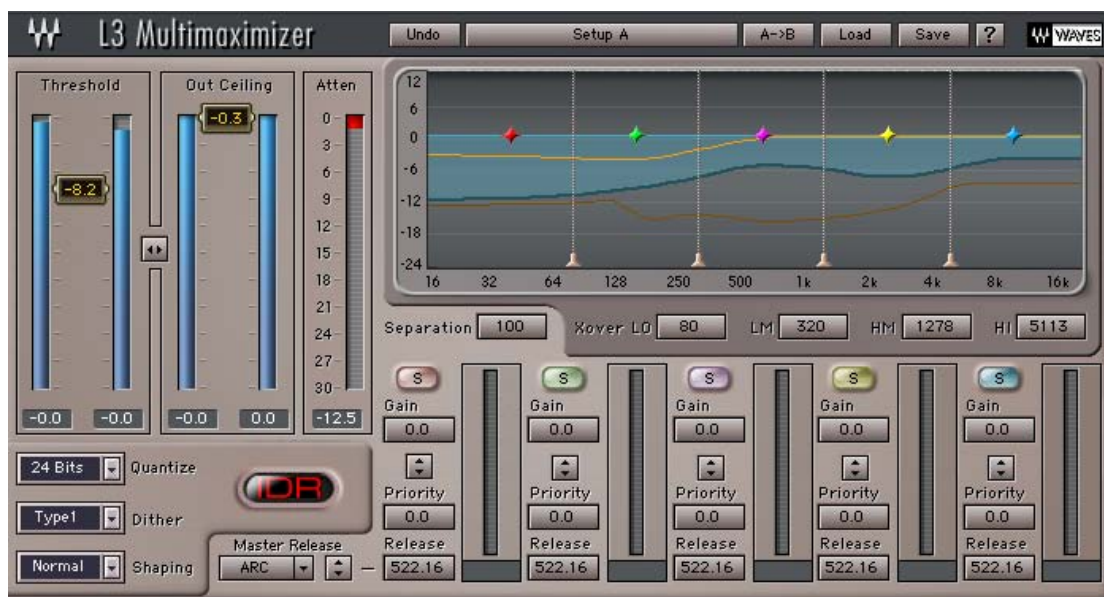 L3 Multimaximizer
Undo Setup A A->B Load Save ? WAVES
Threshold Out Ceiling Atten
-8.2 -0.3
0
3
6
9
12
15
18
21
24
27
30
-0.0 -0.0 -0.0 0.0 -12.5
12
6
0
-6
-12
-18
-24
16 32 64 128 250 500 1k 2k 4k 8k 16k
Separation 100 Xover LO 80 LM 320 HM 1278 HI 5113
S S S S S
Gain Gain Gain Gain Gain
0.0 0.0 0.0 0.0 0.0
Priority Priority Priority Priority Priority
0.0 0.0 0.0 0.0 0.0
Release Release Release Release Release
522.16 522.16 522.16 522.16 522.16
24 Bits Quantize
IDR
Type1 Dither
Normal Shaping
Master Release
ARC